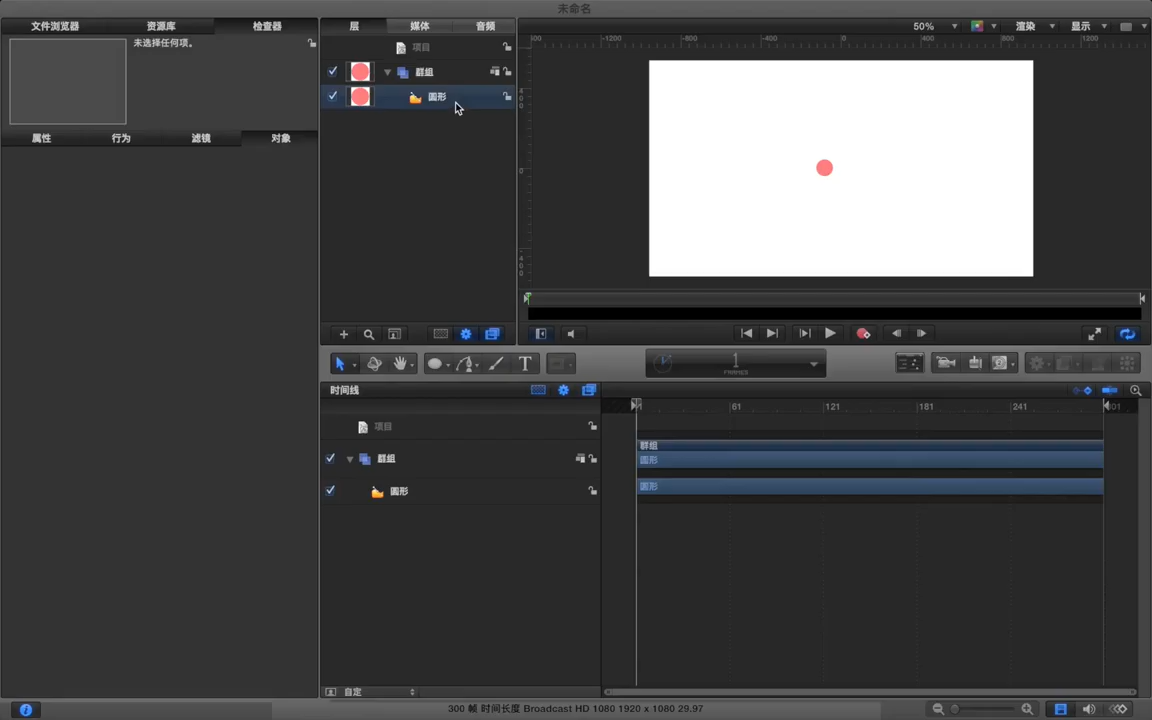 未命名
文件浏览器 资源库 检查器
层 媒体 音频
50% 渲染 显示
未选择任何项。
项目
群组
圆形
属性 行为 滤镜 对象
-1200 -800 -400 0 400 800 1200
1
FRAMES
时间线
61 121 181 241 301
项目
群组
圆形
群组
圆形
圆形
自定
300 帧 时间长度 Broadcast HD 1080 1920 x 1080 29.97